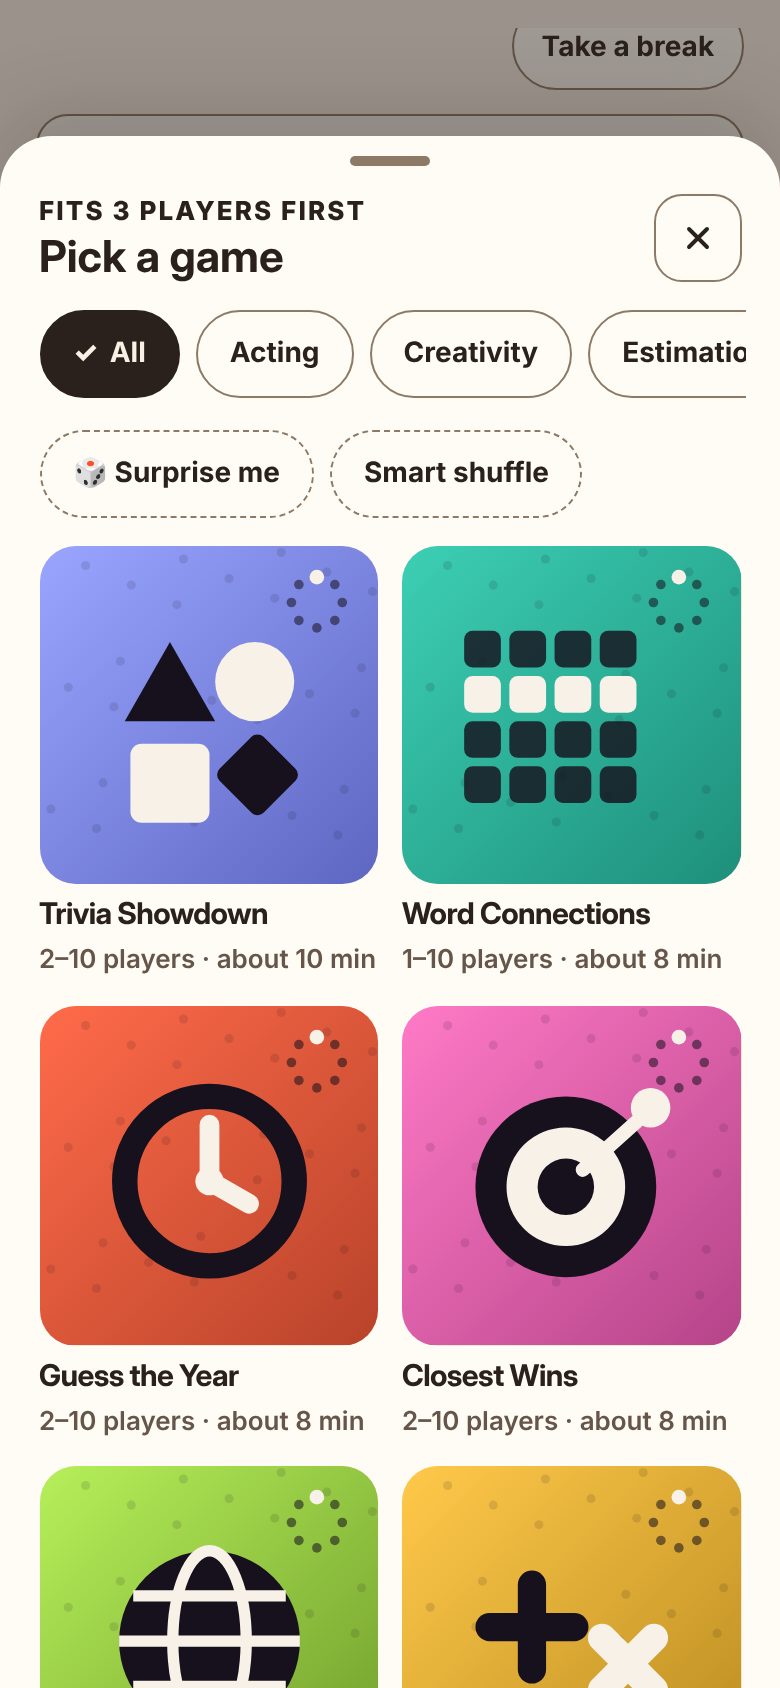 Take a break
FITS 3 PLAYERS FIRST
Pick a game
All
Acting
Creativity
Estimatio
🎲 Surprise me
Smart shuffle
Trivia Showdown
Word Connections
2–10 players · about 10 min
1–10 players · about 8 min
Guess the Year
Closest Wins
2–10 players · about 8 min
2–10 players · about 8 min